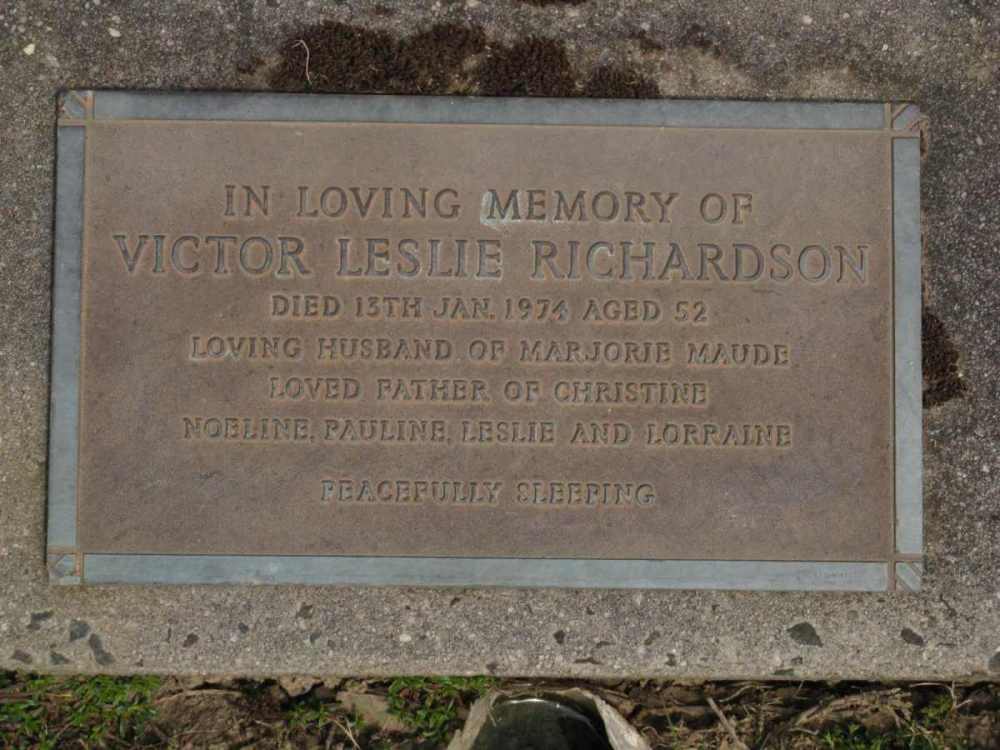 IN LOVING MEMORY OF
VICTOR LESLIE RICHARDSON
DIED 13TH JAN. 1974 AGED 52
LOVING HUSBAND OF MARJORIE MAUDE
LOVED FATHER OF CHRISTINE
NOELINE, PAULINE, LESLIE AND LORRAINE
PEACEFULLY SLEEPING